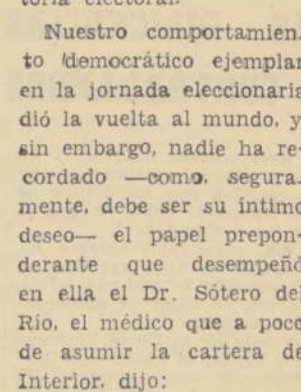 toria electoral.
Nuestro comportamien.
to democrático ejemplar
en la jornada eleccionaria
dió la vuelta al mundo, y
sin embargo, nadie ha re-
cordado —como, segura.
mente, debe ser su íntimo
deseo— el papel prepon-
derante que desempeñó
en ella el Dr. Sótero del
Río, el médico que a poco
de asumir la cartera de
Interior, dijo: